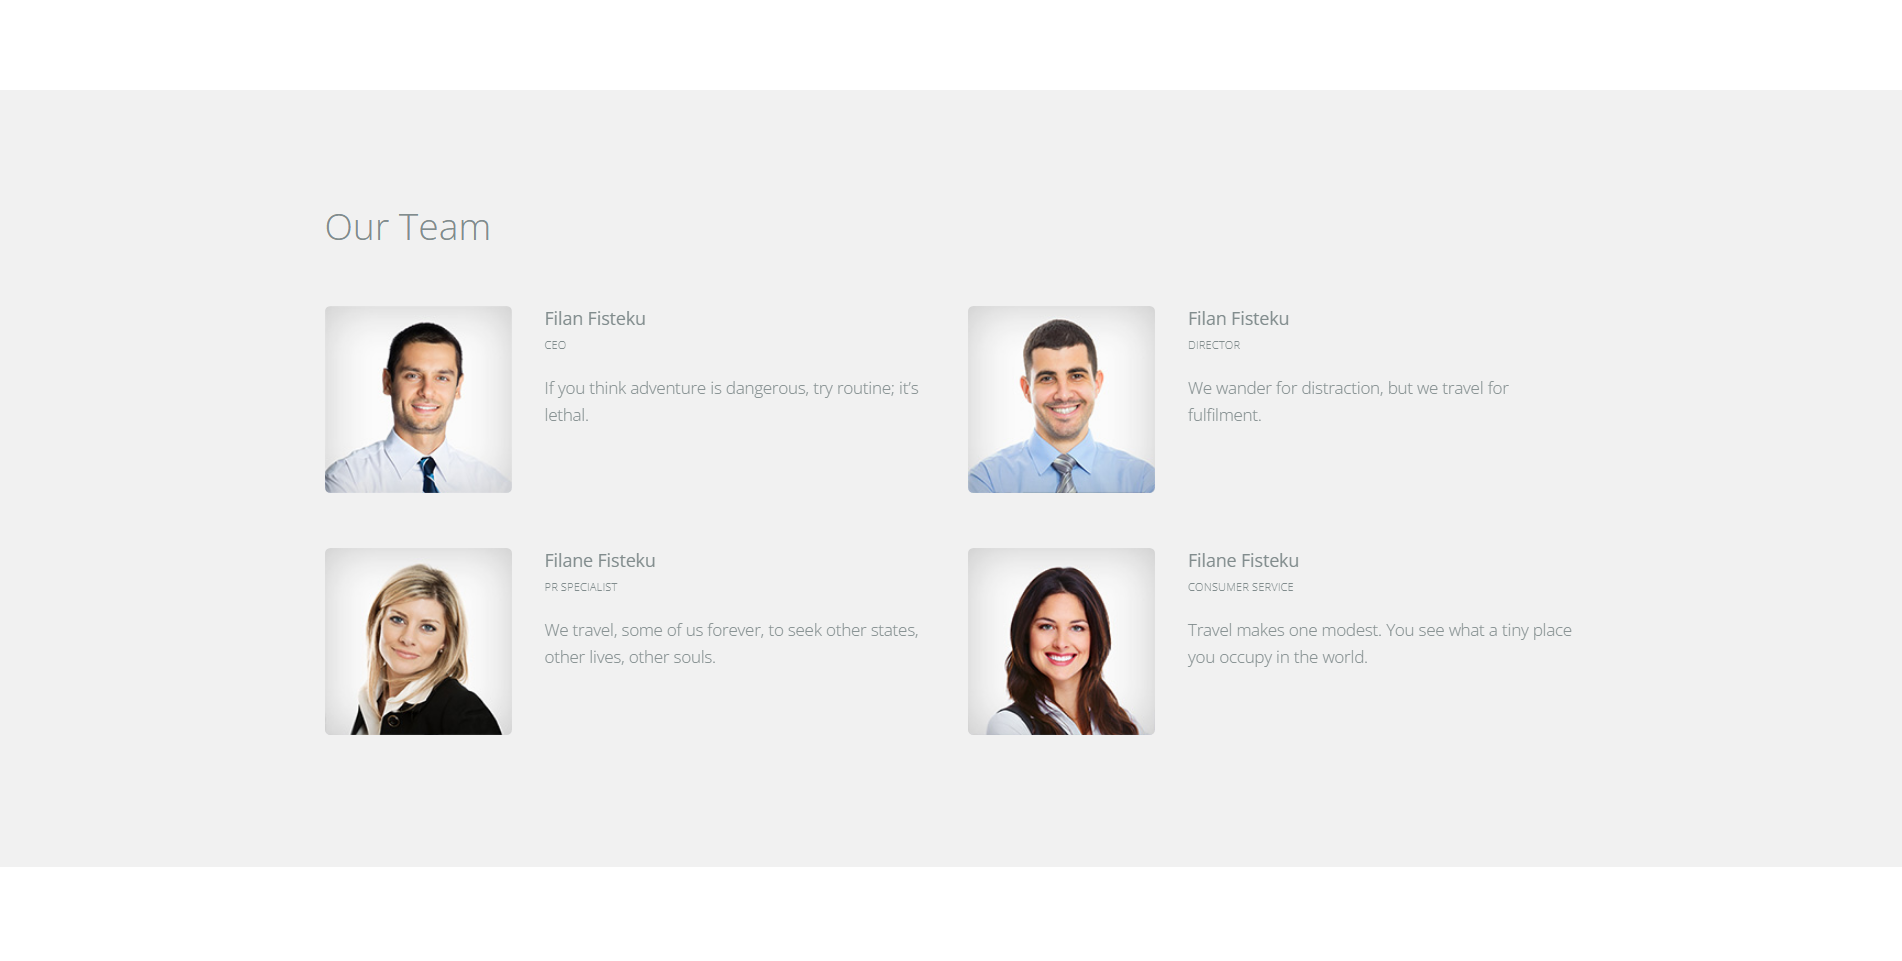 Our Team
Filan Fisteku
CEO
If you think adventure is dangerous, try routine; it’s
lethal.
Filan Fisteku
DIRECTOR
We wander for distraction, but we travel for
fulfilment.
Filane Fisteku
PR SPECIALIST
We travel, some of us forever, to seek other states,
other lives, other souls.
Filane Fisteku
CONSUMER SERVICE
Travel makes one modest. You see what a tiny place
you occupy in the world.